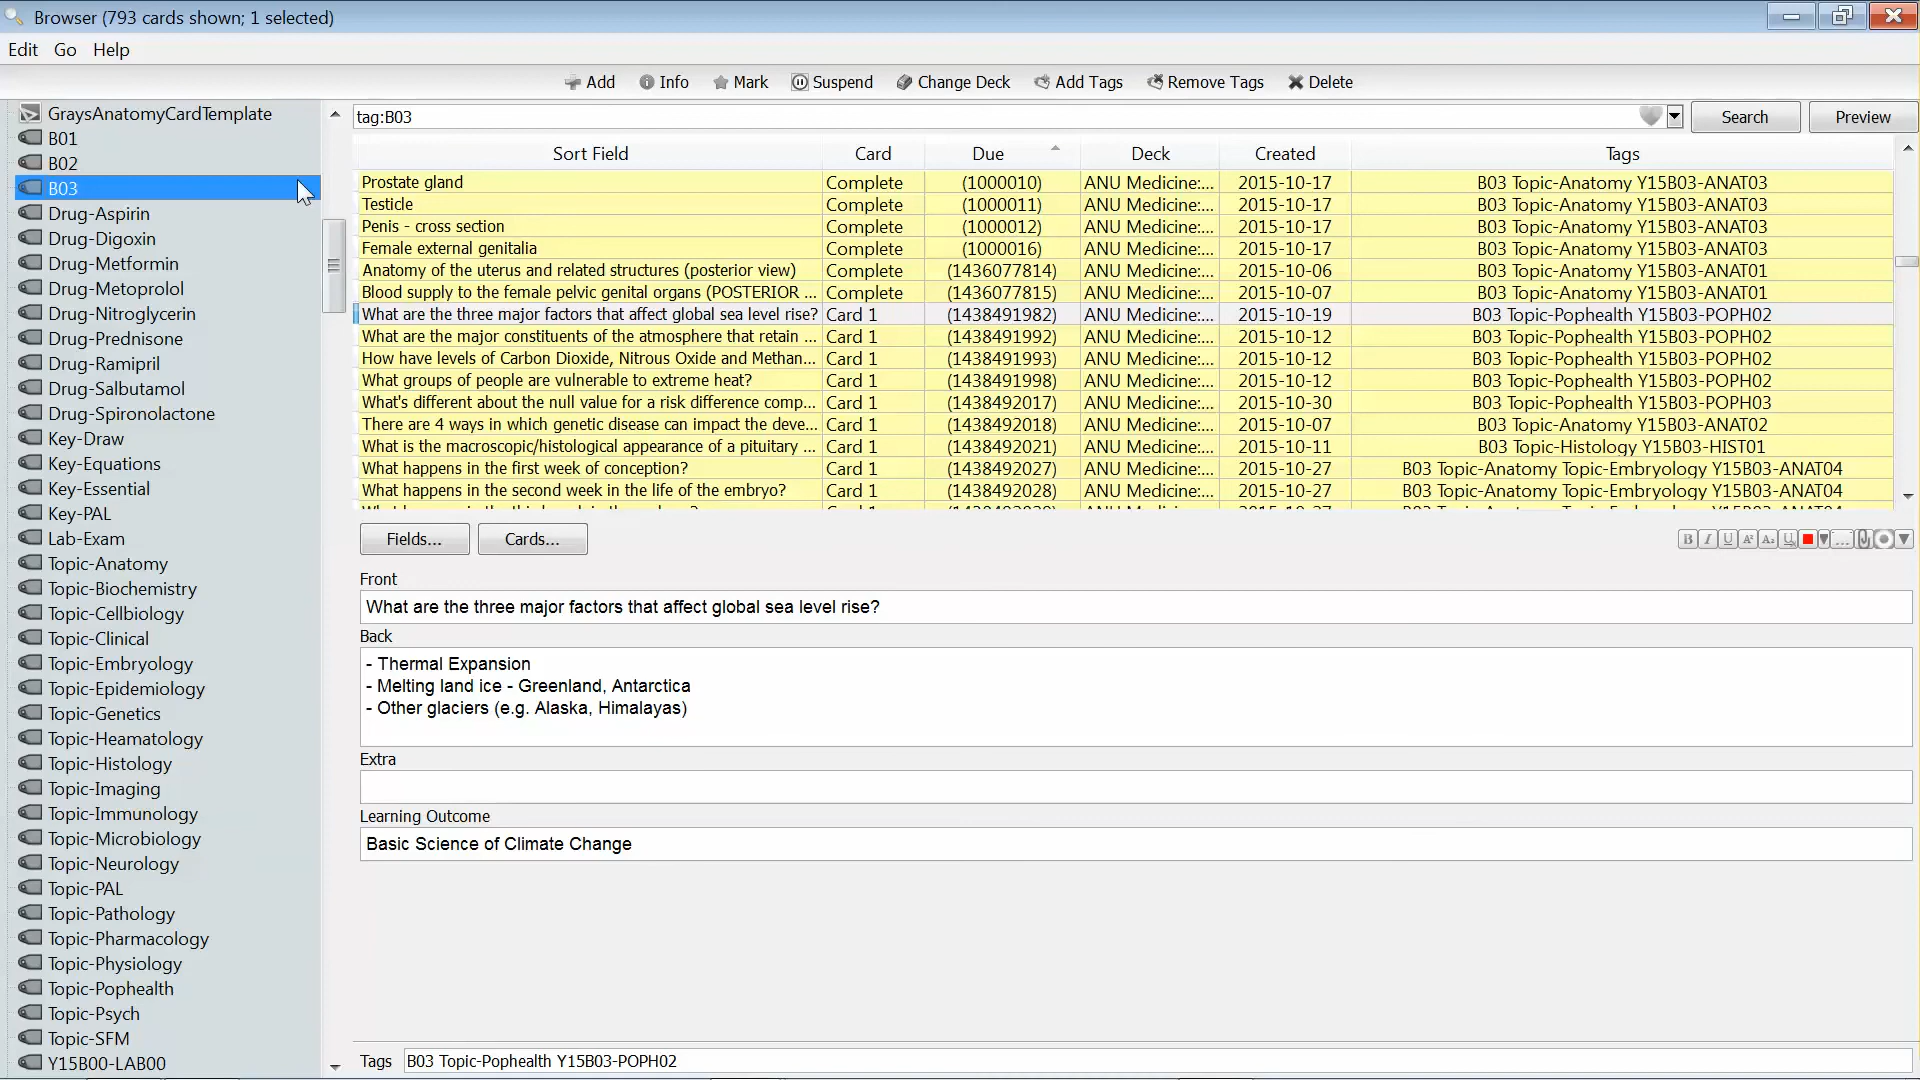 Browser (793 cards shown; 1 selected)
Edit Go Help
Add Info Mark Suspend Change Deck Add Tags Remove Tags Delete
GraysAnatomyCardTemplate
B01
B02
B03
Drug-Aspirin
Drug-Digoxin
Drug-Metformin
Drug-Metoprolol
Drug-Nitroglycerin
Drug-Prednisone
Drug-Ramipril
Drug-Salbutamol
Drug-Spironolactone
Key-Draw
Key-Equations
Key-Essential
Key-PAL
Lab-Exam
Topic-Anatomy
Topic-Biochemistry
Topic-Cellbiology
Topic-Clinical
Topic-Embryology
Topic-Epidemiology
Topic-Genetics
Topic-Heamatology
Topic-Histology
Topic-Imaging
Topic-Immunology
Topic-Microbiology
Topic-Neurology
Topic-PAL
Topic-Pathology
Topic-Pharmacology
Topic-Physiology
Topic-Pophealth
Topic-Psych
Topic-SFM
Y15B00-LAB00
tag:B03 Search Preview
Sort Field Card Due Deck Created Tags
Prostate gland Complete (1000010) ANU Medicine:... 2015-10-17 B03 Topic-Anatomy Y15B03-ANAT03
Testicle Complete (1000011) ANU Medicine:... 2015-10-17 B03 Topic-Anatomy Y15B03-ANAT03
Penis - cross section Complete (1000012) ANU Medicine:... 2015-10-17 B03 Topic-Anatomy Y15B03-ANAT03
Female external genitalia Complete (1000016) ANU Medicine:... 2015-10-17 B03 Topic-Anatomy Y15B03-ANAT03
Anatomy of the uterus and related structures (posterior view) Complete (1436077814) ANU Medicine:... 2015-10-06 B03 Topic-Anatomy Y15B03-ANAT01
Blood supply to the female pelvic genital organs (POSTERIOR ... Complete (1436077815) ANU Medicine:... 2015-10-07 B03 Topic-Anatomy Y15B03-ANAT01
What are the three major factors that affect global sea level rise? Card 1 (1438491982) ANU Medicine:... 2015-10-19 B03 Topic-Pophealth Y15B03-POPH02
What are the major constituents of the atmosphere that retain ... Card 1 (1438491992) ANU Medicine:... 2015-10-12 B03 Topic-Pophealth Y15B03-POPH02
How have levels of Carbon Dioxide, Nitrous Oxide and Methan... Card 1 (1438491993) ANU Medicine:... 2015-10-12 B03 Topic-Pophealth Y15B03-POPH02
What groups of people are vulnerable to extreme heat? Card 1 (1438491998) ANU Medicine:... 2015-10-12 B03 Topic-Pophealth Y15B03-POPH02
What's different about the null value for a risk difference comp... Card 1 (1438492017) ANU Medicine:... 2015-10-30 B03 Topic-Pophealth Y15B03-POPH03
There are 4 ways in which genetic disease can impact the deve... Card 1 (1438492018) ANU Medicine:... 2015-10-07 B03 Topic-Anatomy Y15B03-ANAT02
What is the macroscopic/histological appearance of a pituitary ... Card 1 (1438492021) ANU Medicine:... 2015-10-11 B03 Topic-Histology Y15B03-HIST01
What happens in the first week of conception? Card 1 (1438492027) ANU Medicine:... 2015-10-27 B03 Topic-Anatomy Topic-Embryology Y15B03-ANAT04
What happens in the second week in the life of the embryo? Card 1 (1438492028) ANU Medicine:... 2015-10-27 B03 Topic-Anatomy Topic-Embryology Y15B03-ANAT04
Fields... Cards...
Front
What are the three major factors that affect global sea level rise?
Back
- Thermal Expansion
- Melting land ice - Greenland, Antarctica
- Other glaciers (e.g. Alaska, Himalayas)
Extra
Learning Outcome
Basic Science of Climate Change
Tags B03 Topic-Pophealth Y15B03-POPH02